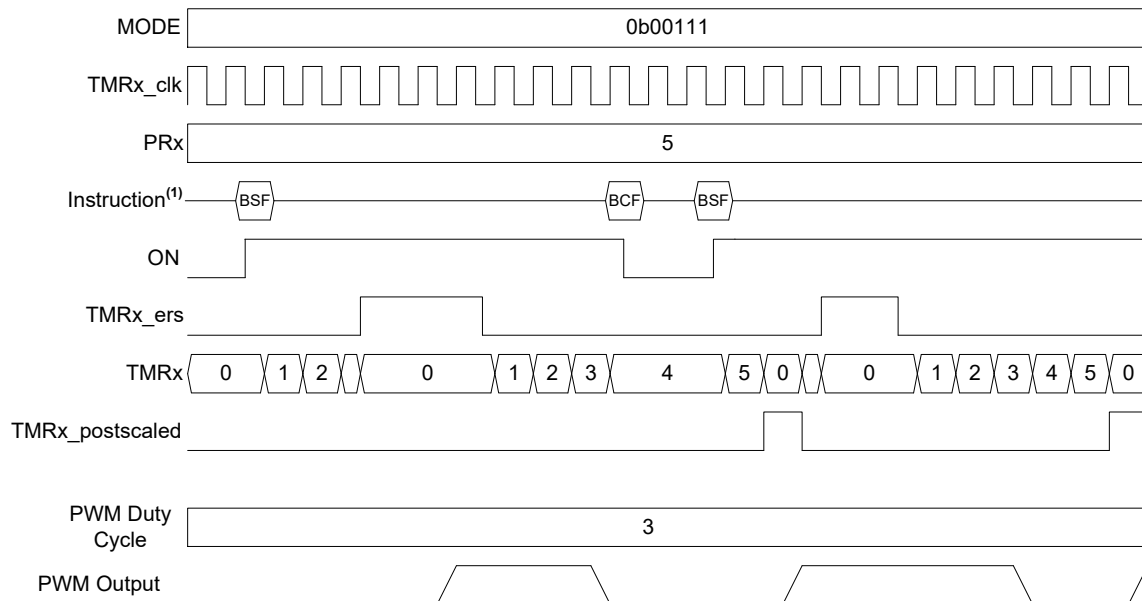 MODE 0b00111
TMRx_clk
PRx 5
Instruction(1) BSF BCF BSF
ON
TMRx_ers
TMRx 0 1 2 0 1 2 3 4 5 0 0 1 2 3 4 5 0
TMRx_postscaled
PWM Duty
Cycle
3
PWM Output